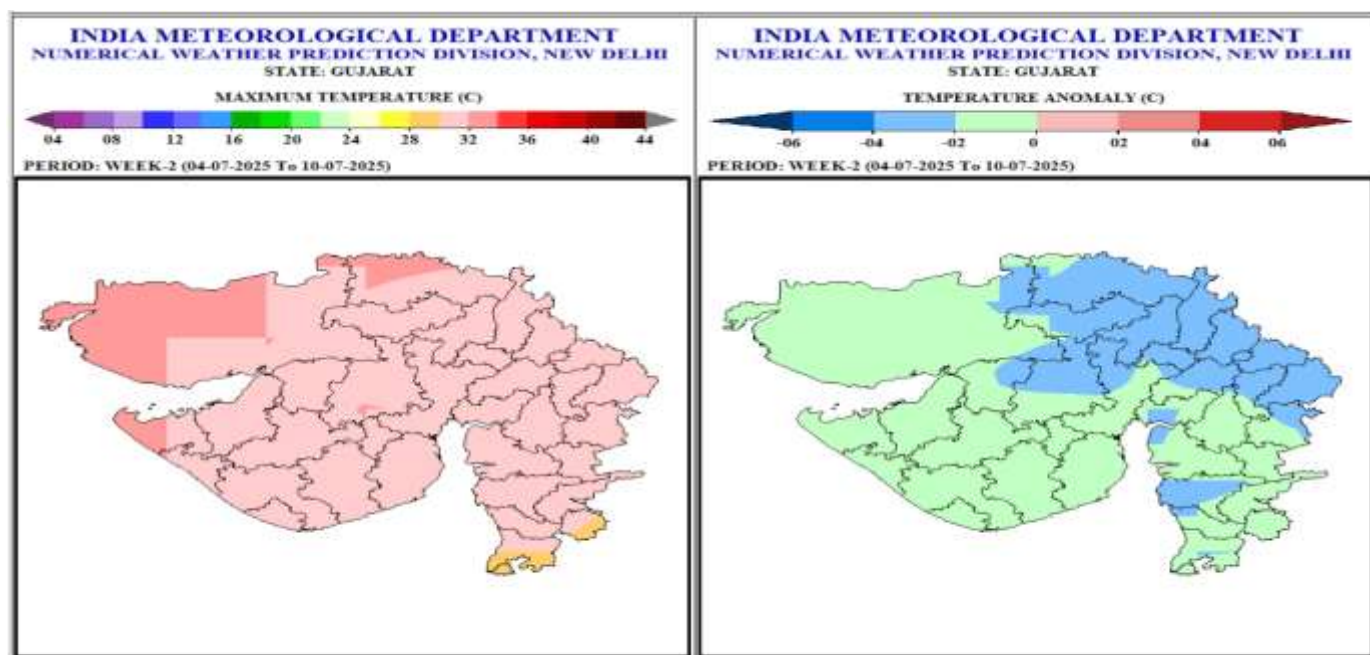 INDIA METEOROLOGICAL DEPARTMENT
NUMERICAL WEATHER PREDICTION DIVISION, NEW DELHI
STATE: GUJARAT
MAXIMUM TEMPERATURE (C)
04 08 12 16 20 24 28 32 36 40 44
PERIOD: WEEK-2 (04-07-2025 To 10-07-2025)
INDIA METEOROLOGICAL DEPARTMENT
NUMERICAL WEATHER PREDICTION DIVISION, NEW DELHI
STATE: GUJARAT
TEMPERATURE ANOMALY (C)
-06 -04 -02 0 02 04 06
PERIOD: WEEK-2 (04-07-2025 To 10-07-2025)